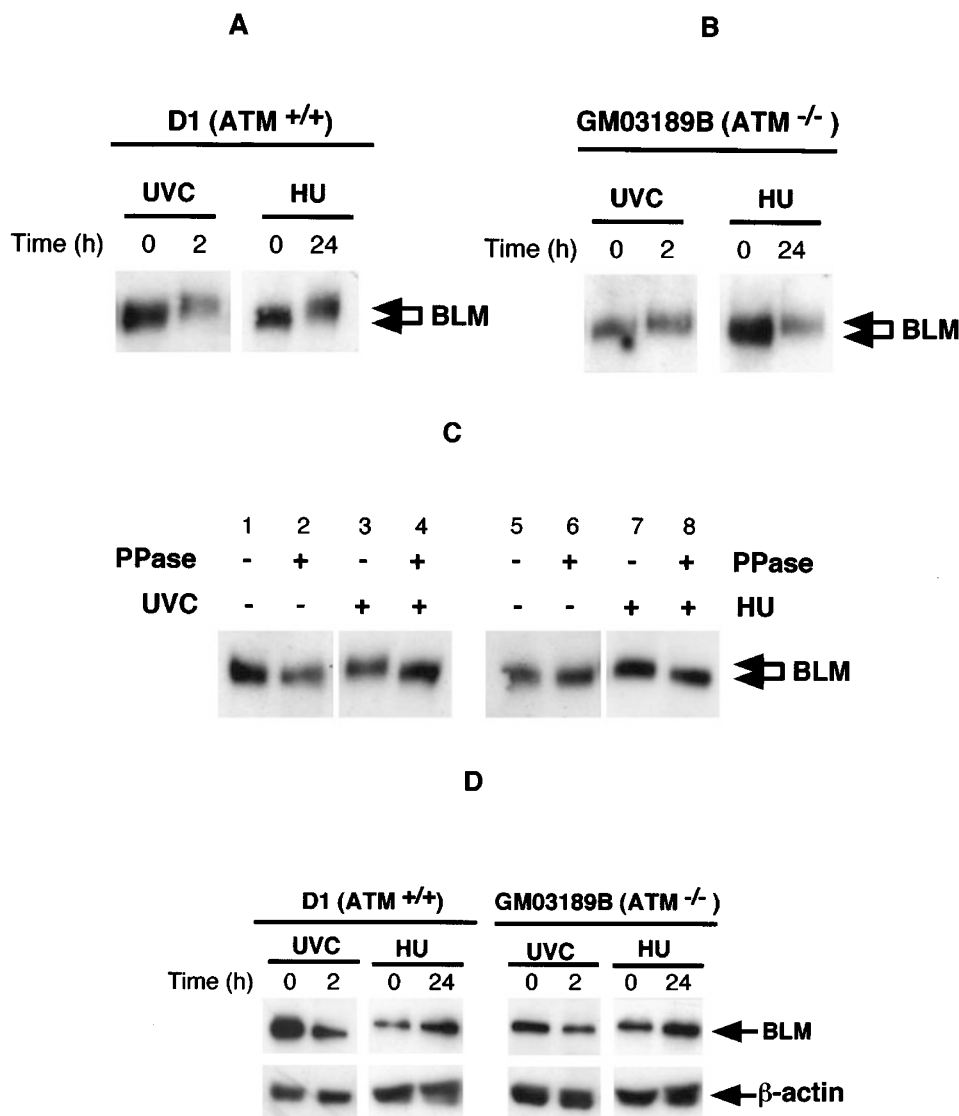 A
B
D1 (ATM +/+)
GM03189B (ATM -/-)
UVC HU
UVC HU
Time (h) 0 2 0 24
Time (h) 0 2 0 24
BLM
BLM
C
1 2 3 4 5 6 7 8
PPase - + - + - + - + PPase
UVC - - + + - - + + HU
BLM
D
D1 (ATM +/+) GM03189B (ATM -/-)
UVC HU UVC HU
Time (h) 0 2 0 24 0 2 0 24
BLM
β-actin